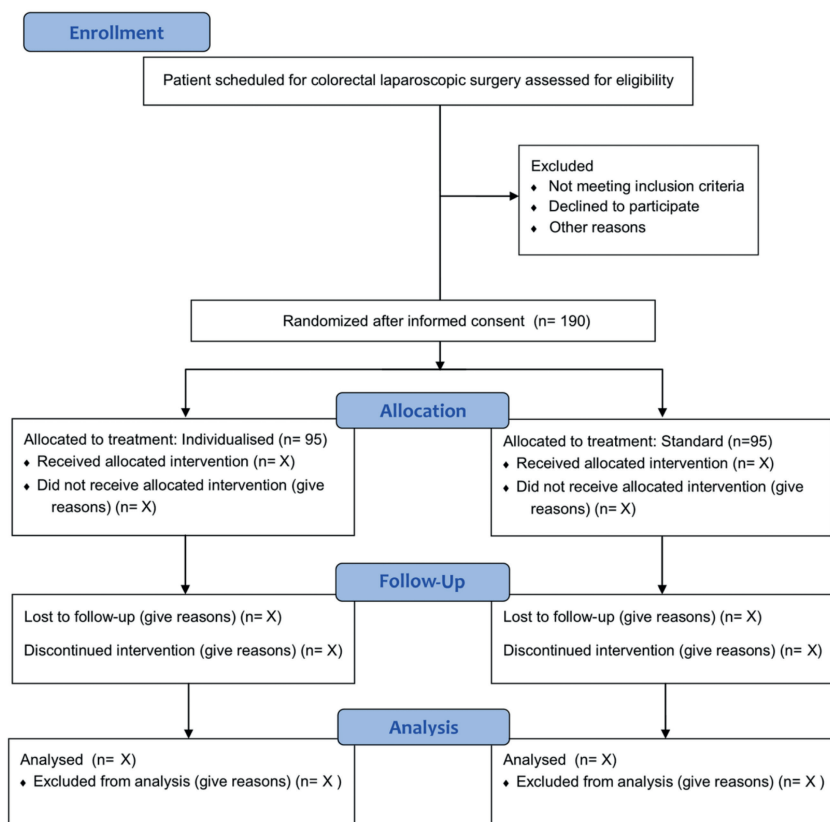 Enrollment
Patient scheduled for colorectal laparoscopic surgery assessed for eligibility
Excluded
♦ Not meeting inclusion criteria
♦ Declined to participate
♦ Other reasons
Randomized after informed consent (n= 190)
Allocation
Allocated to treatment: Individualised (n= 95)
♦ Received allocated intervention (n= X)
♦ Did not receive allocated intervention (give
reasons) (n= X)
Allocated to treatment: Standard (n=95)
♦ Received allocated intervention (n= X)
♦ Did not receive allocated intervention (give
reasons) (n= X)
Follow-Up
Lost to follow-up (give reasons) (n= X)
Discontinued intervention (give reasons) (n= X)
Lost to follow-up (give reasons) (n= X)
Discontinued intervention (give reasons) (n= X)
Analysis
Analysed (n= X)
♦ Excluded from analysis (give reasons) (n= X )
Analysed (n= X)
♦ Excluded from analysis (give reasons) (n= X )